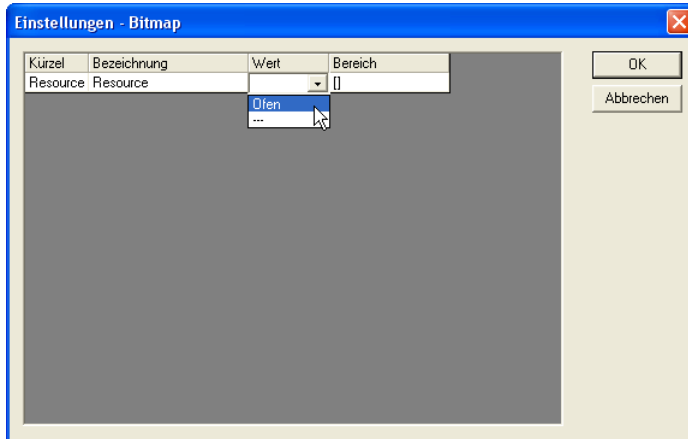 Einstellungen - Bitmap
Kürzel Bezeichnung Wert Bereich
Resource Resource []
Ofen
---
OK
Abbrechen